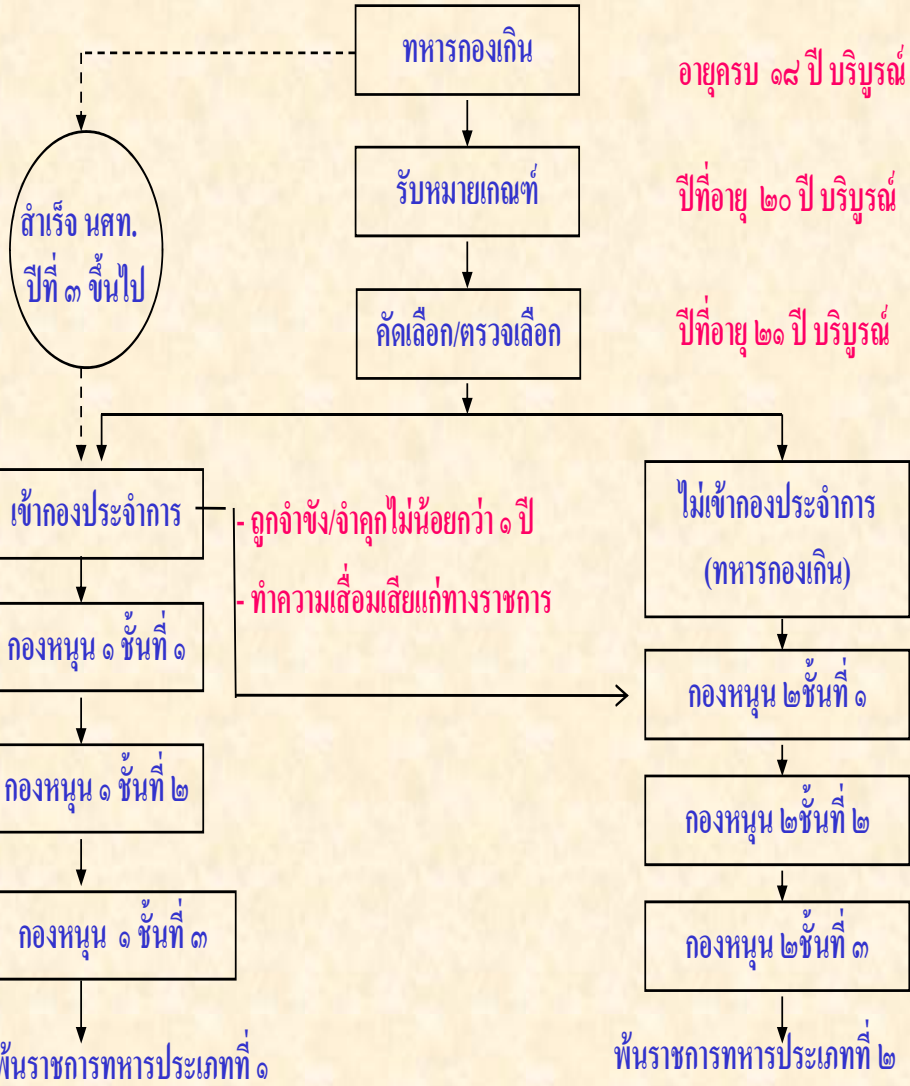 ทหารกองเกิน
อายุครบ ๑๘ ปี บริบูรณ์
รับหมายเกณฑ์
ปีที่อายุ ๒๐ ปี บริบูรณ์
สำเร็จ นศท.
ปีที่ ๓ ขึ้นไป
คัดเลือก/ตรวจเลือก
ปีที่อายุ ๒๑ ปี บริบูรณ์
เข้ากองประจำการ
- ถูกจำขัง/จำคุกไม่น้อยกว่า ๑ ปี
- ทำความเสื่อมเสียแก่ทางราชการ
ไม่เข้ากองประจำการ
(ทหารกองเกิน)
กองหนุน ๑ ชั้นที่ ๑
กองหนุน ๒ชั้นที่ ๑
กองหนุน ๑ ชั้นที่ ๒
กองหนุน ๒ชั้นที่ ๒
กองหนุน ๑ ชั้นที่ ๓
กองหนุน ๒ชั้นที่ ๓
พ้นราชการทหารประเภทที่ ๑
พ้นราชการทหารประเภทที่ ๒